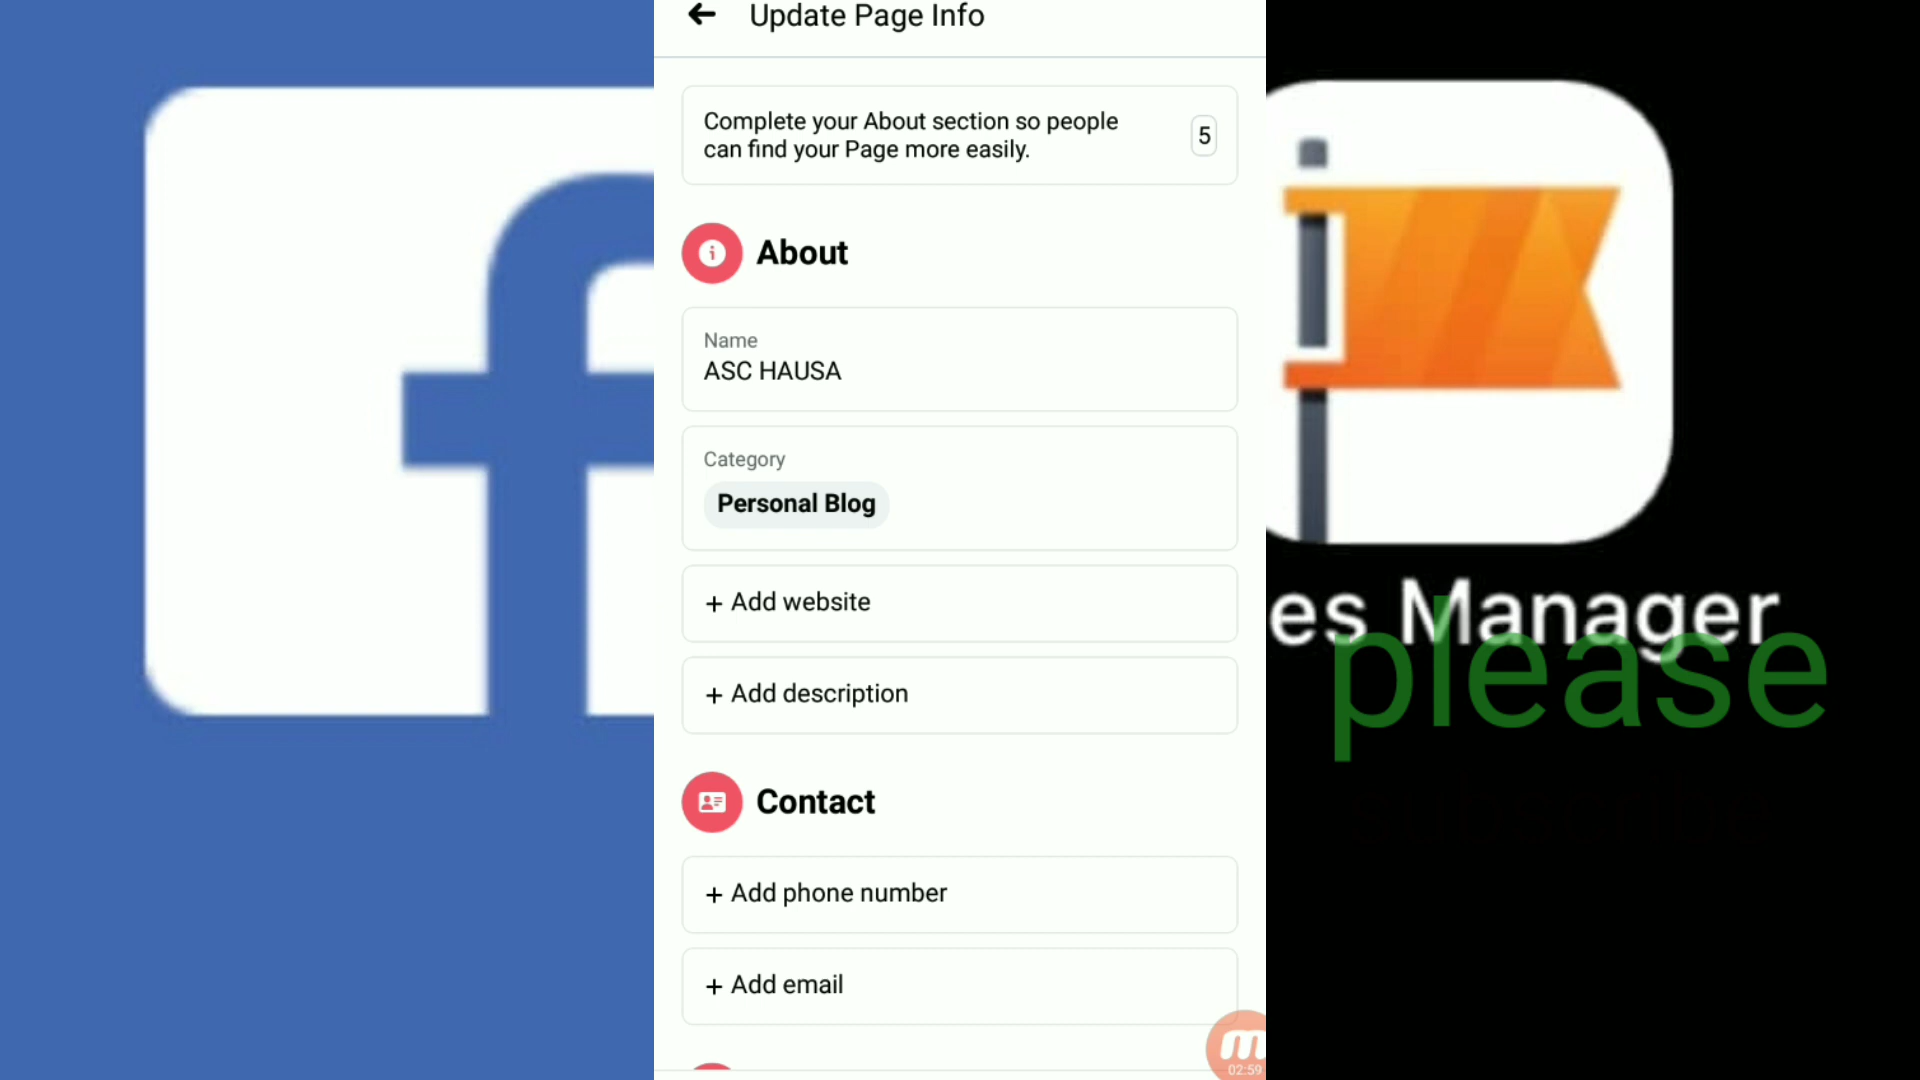 Update Page Info
Complete your About section so people
can find your Page more easily.
5
About
Name
ASC HAUSA
Category
Personal Blog
+ Add website
+ Add description
Contact
+ Add phone number
+ Add email
02:59
es Manager
please